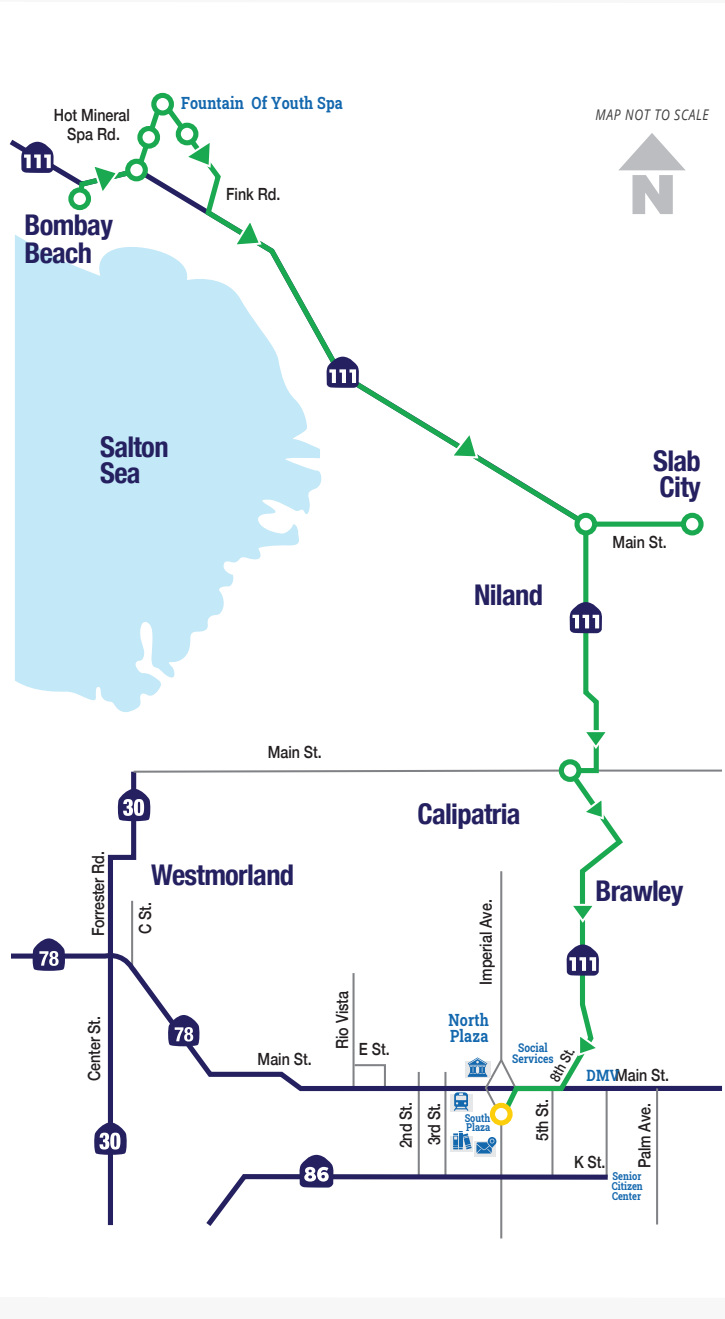 Fountain Of Youth Spa
Hot Mineral
Spa Rd.
MAP NOT TO SCALE
111
N
Fink Rd.
Bombay
Beach
111
Salton
Sea
Slab
City
Main St.
Niland
111
Main St.
30
Calipatria
Westmorland
Forrester Rd.
C St.
Brawley
Imperial Ave.
78
111
Rio Vista
North
Plaza
78
Center St.
E St.
Main St.
Social
Services
8th St.
DMV
Main St.
2nd St.
3rd St.
South
Plaza
5th St.
Palm Ave.
30
K St.
86
Senior
Citizen
Center